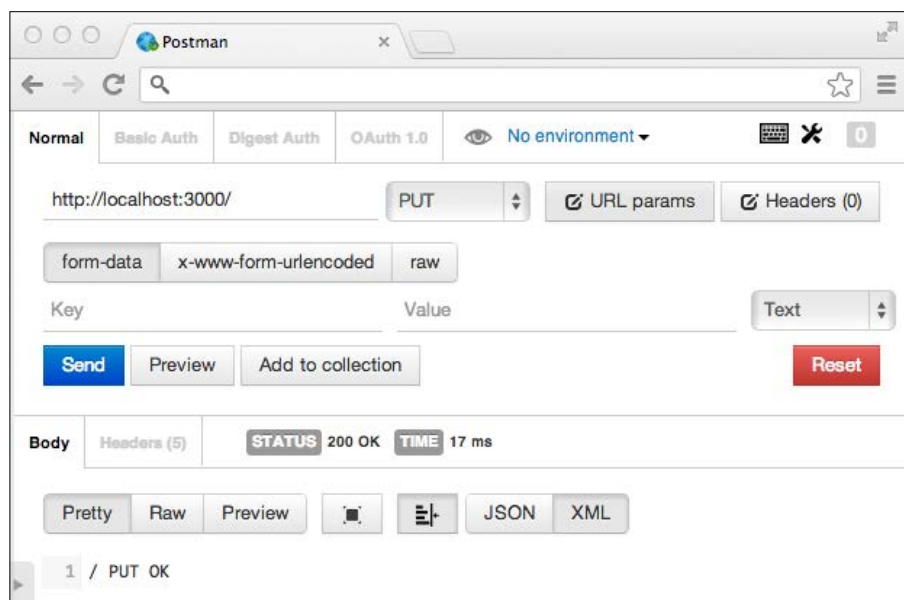 Postman
Normal Basic Auth Digest Auth OAuth 1.0 No environment 0
http://localhost:3000/ PUT URL params Headers (0)
form-data x-www-form-urlencoded raw
Key Value Text
Send Preview Add to collection Reset
Body Headers (5) STATUS 200 OK TIME 17 ms
Pretty Raw Preview JSON XML
1 / PUT OK